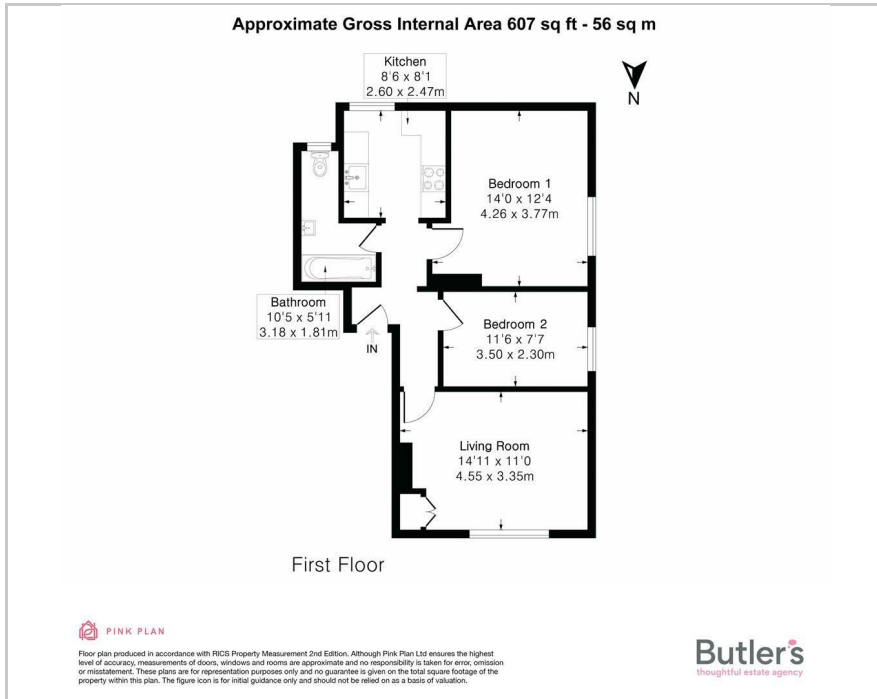 Approximate Gross Internal Area 607 sq ft - 56 sq m
Kitchen
8'6 x 8'1
2.60 x 2.47m
N
Bedroom 1
14'0 x 12'4
4.26 x 3.77m
Bathroom
10'5 x 5'11
3.18 x 1.81m
IN
Bedroom 2
11'6 x 7'7
3.50 x 2.30m
Living Room
14'11 x 11'0
4.55 x 3.35m
First Floor
PINK PLAN
Floor plan produced in accordance with RICS Property Measurement 2nd Edition. Although Pink Plan Ltd ensures the highest
level of accuracy, measurements of doors, windows and rooms are approximate and no responsibility is taken for error, omission
or misstatement. These plans are for representation purposes only and no guarantee is given on the total square footage of the
property within this plan. The figure icon is for initial guidance only and should not be relied on as a basis of valuation.
Butler's
thoughtful estate agency